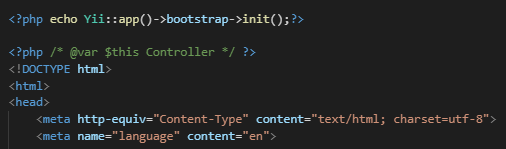 <?php echo Yii::app()->bootstrap->init();?>
<?php /* @var $this Controller */ ?>
<!DOCTYPE html>
<html>
<head>
<meta http-equiv="Content-Type" content="text/html; charset=utf-8">
<meta name="language" content="en">